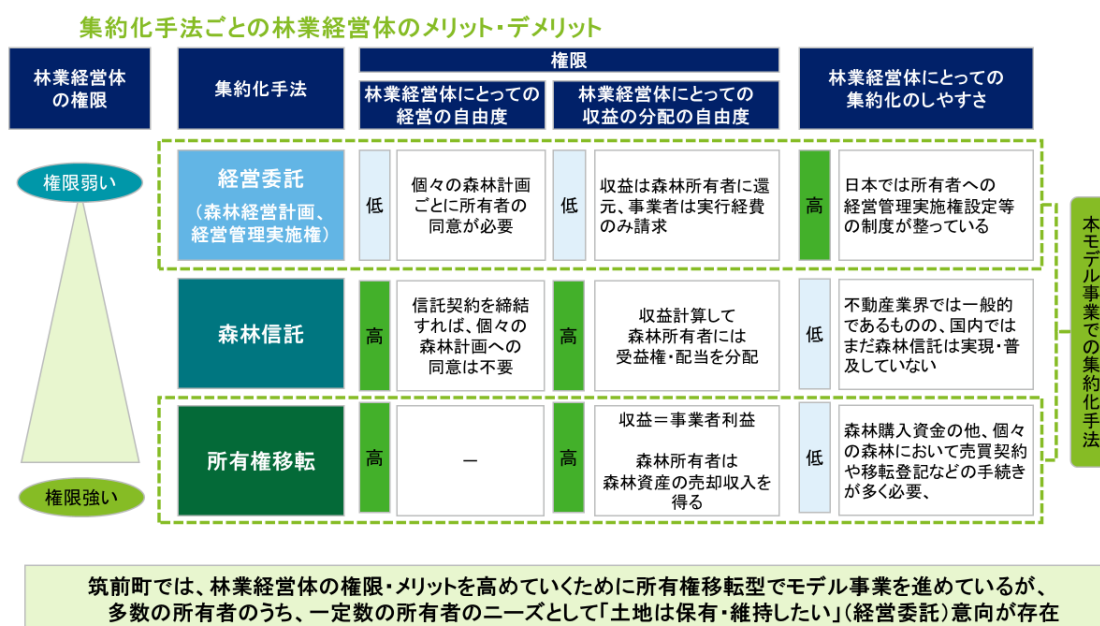 集約化手法ごとの林業経営体のメリット・デメリット
林業経営体
の権限
集約化手法
権限
林業経営体にとっての
経営の自由度
林業経営体にとっての
収益の分配の自由度
林業経営体にとっての
集約化のしやすさ
権限弱い
経営委託
(森林経営計画、
経営管理実施権)
低
個々の森林計画
ごとに所有者の
同意が必要
低
収益は森林所有者に還
元、事業者は実行経費
のみ請求
高
日本では所有者への
経営管理実施権設定等
の制度が整っている
森林信託
高
信託契約を締結
すれば、個々の
森林計画への
同意は不要
高
収益計算して
森林所有者には
受益権・配当を分配
低
不動産業界では一般的
であるものの、国内では
まだ森林信託は実現・普
及していない
所有権移転
高
－
高
収益＝事業者利益
森林所有者は
森林資産の売却収入を
得る
低
森林購入資金の他、個々
の森林において売買契約
や移転登記などの手続き
が多く必要、
権限強い
本モデル事業での集約化手法
筑前町では、林業経営体の権限・メリットを高めていくために所有権移転型でモデル事業を進めているが、
多数の所有者のうち、一定数の所有者のニーズとして「土地は保有・維持したい」(経営委託)意向が存在